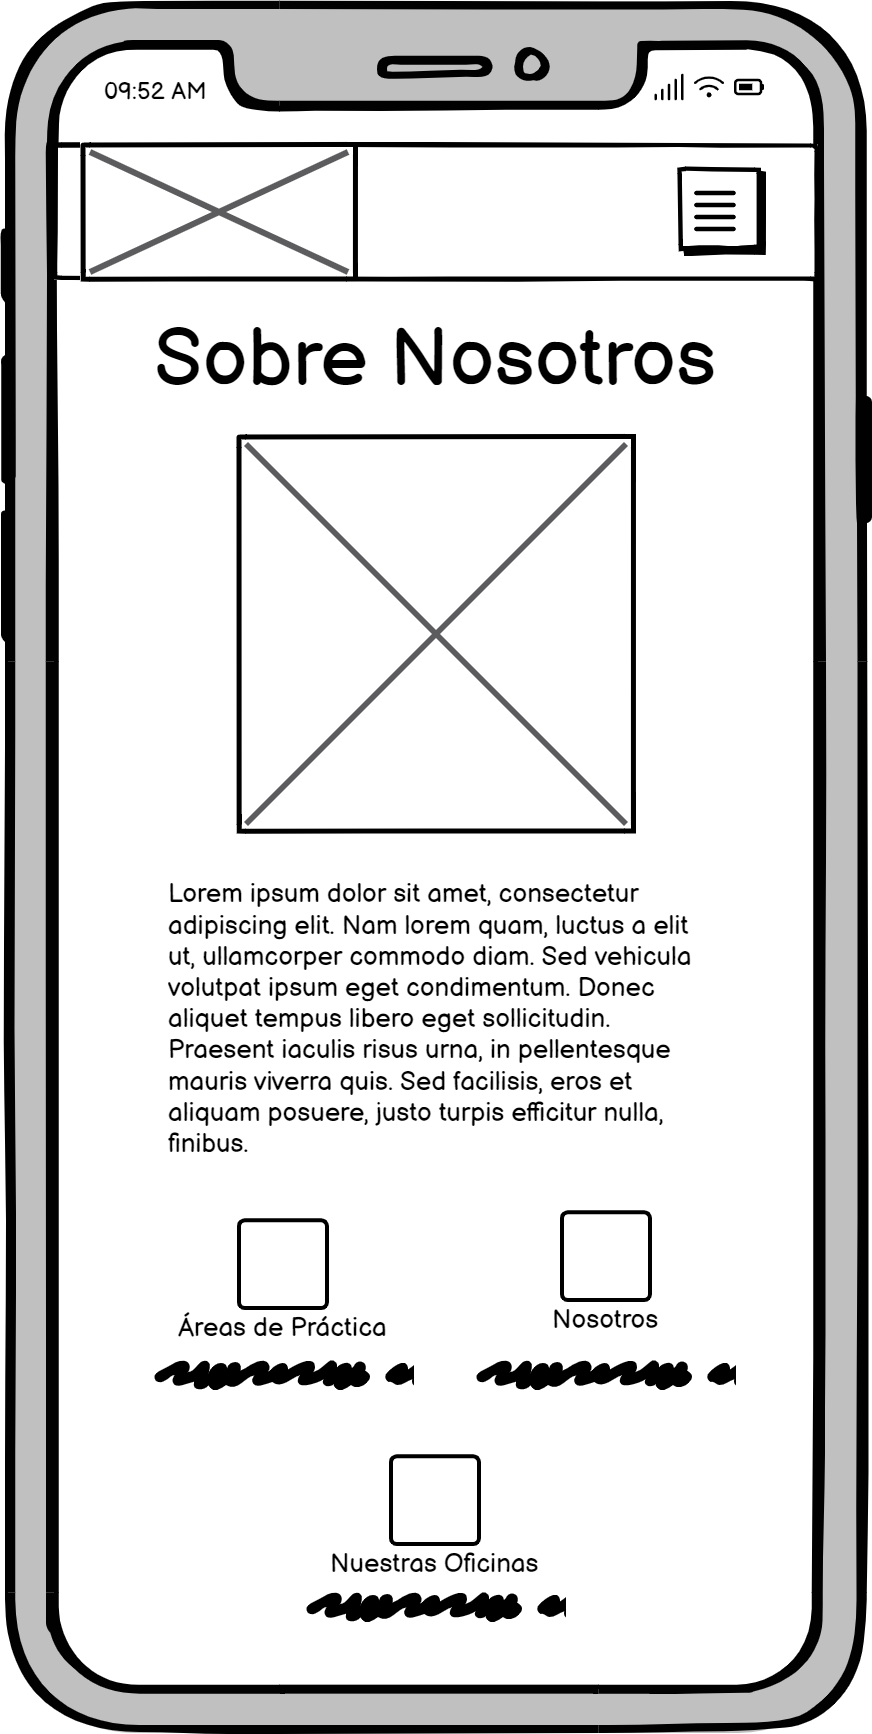 09:52 AM
Sobre Nosotros
Lorem ipsum dolor sit amet, consectetur
adipiscing elit. Nam lorem quam, luctus a elit
ut, ullamcorper commodo diam. Sed vehicula
volutpat ipsum eget condimentum. Donec
aliquet tempus libero eget sollicitudin.
Praesent iaculis risus urna, in pellentesque
mauris viverra quis. Sed facilisis, eros et
aliquam posuere, justo turpis efficitur nulla,
finibus.
Áreas de Práctica
Nosotros
Nuestras Oficinas